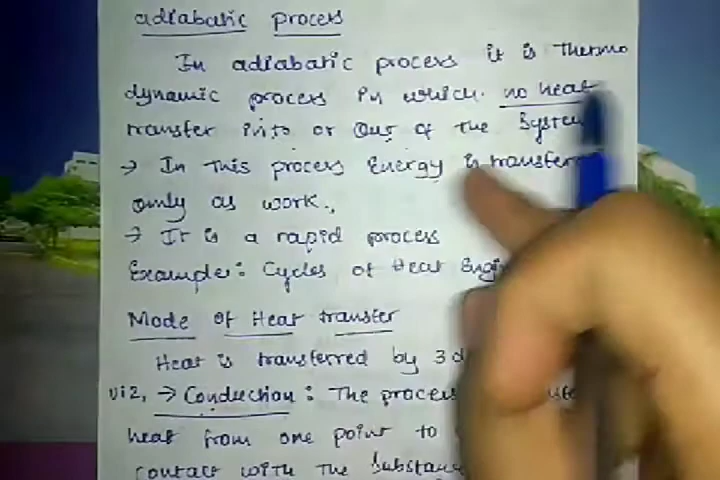 adiabatic process
In adiabatic process it is Thermo
dynamic process in which no heat
transfer into or out of the System
→ In this process Energy is transferr
only as work.,
→ It is a rapid process
Example: Cycles of Heat Engi
Mode of Heat transfer
Heat is transferred by 3 d
viz, → Conduction : The process
heat from one point to
contact with the Substanc